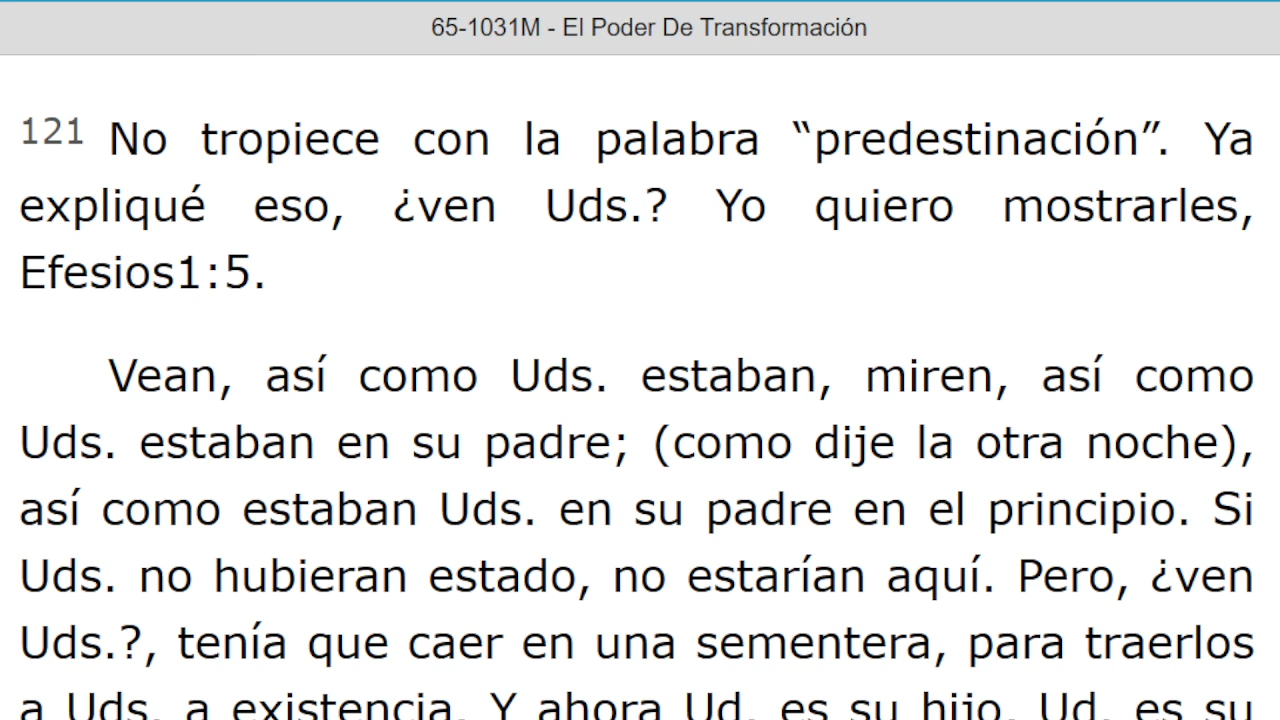 65-1031M - El Poder De Transformación
121 No tropiece con la palabra “predestinación”. Ya
expliqué eso, ¿ven Uds.? Yo quiero mostrarles,
Efesios1:5.
Vean, así como Uds. estaban, miren, así como
Uds. estaban en su padre; (como dije la otra noche),
así como estaban Uds. en su padre en el principio. Si
Uds. no hubieran estado, no estarían aquí. Pero, ¿ven
Uds.?, tenía que caer en una sementera, para traerlos
a Uds. a existencia. Y ahora Ud. es su hijo. Ud. es su